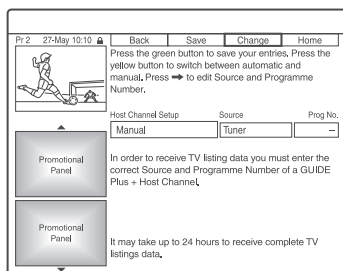 Pr 2 27-May 10:10 Back Save Change Home
Press the green button to save your entries. Press the
yellow button to switch between automatic and
manual. Press ➡ to edit Source and Programme
Number.
Host Channel Setup Source Prog No.
Manual Tuner –
Promotional
Panel
In order to receive TV listing data you must enter the
correct Source and Programme Number of a GUIDE
Plus + Host Channel.
Promotional
Panel
It may take up to 24 hours to receive complete TV
listings data.